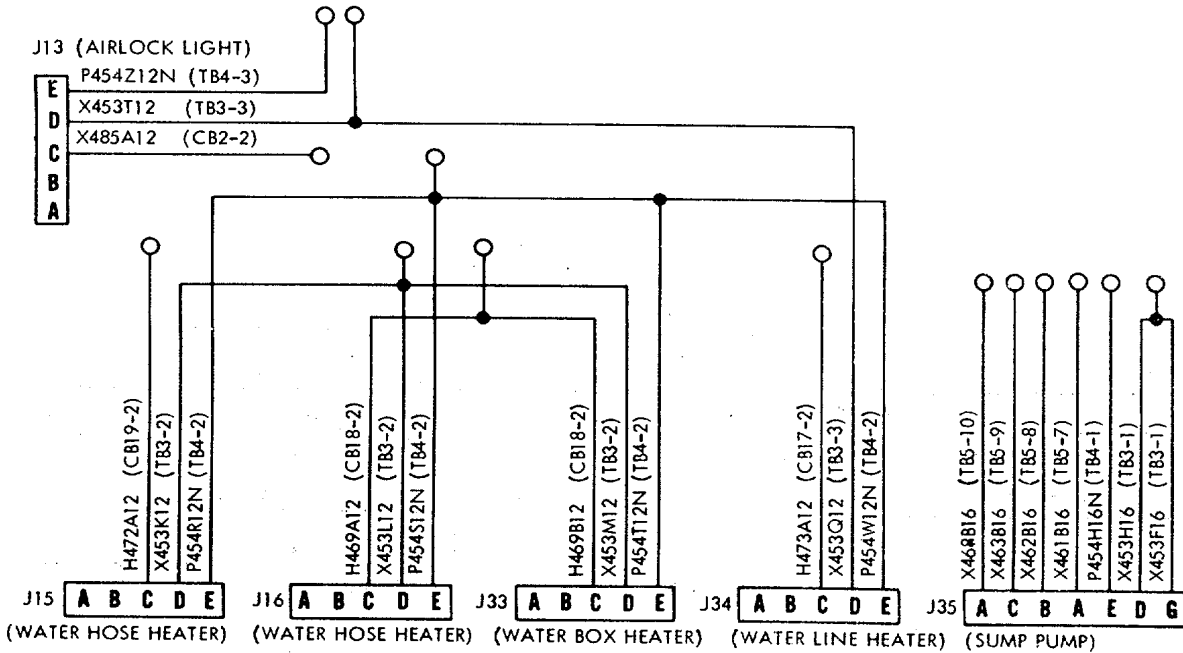 J13 (AIRLOCK LIGHT)
P454Z12N (TB4-3)
X453T12 (TB3-3)
X485A12 (CB2-2)
E
D
C
B
A
H472A12 (CB19-2)
X453K12 (TB3-2)
P454R12N (TB4-2)
H469A12 (CB18-2)
X453L12 (TB3-2)
P454S12N (TB4-2)
H469B12 (CB18-2)
X453M12 (TB3-2)
P454T12N (TB4-2)
H473A12 (CB17-2)
X453Q12 (TB3-3)
P454W12N (TB4-2)
(TB5-10)
X463B16 (TB5-9)
X462B16 (TB5-8)
X461B16 (TB5-7)
P454H16N (TB4-1)
X453H16 (TB3-1)
X453F16 (TB3-1)
J15 A B C D E
(WATER HOSE HEATER)
J16 A B C D E
(WATER HOSE HEATER)
J33 A B C D E
(WATER BOX HEATER)
J34 A B C D E
(WATER LINE HEATER)
J35 A C B A E D G
(SUMP PUMP)